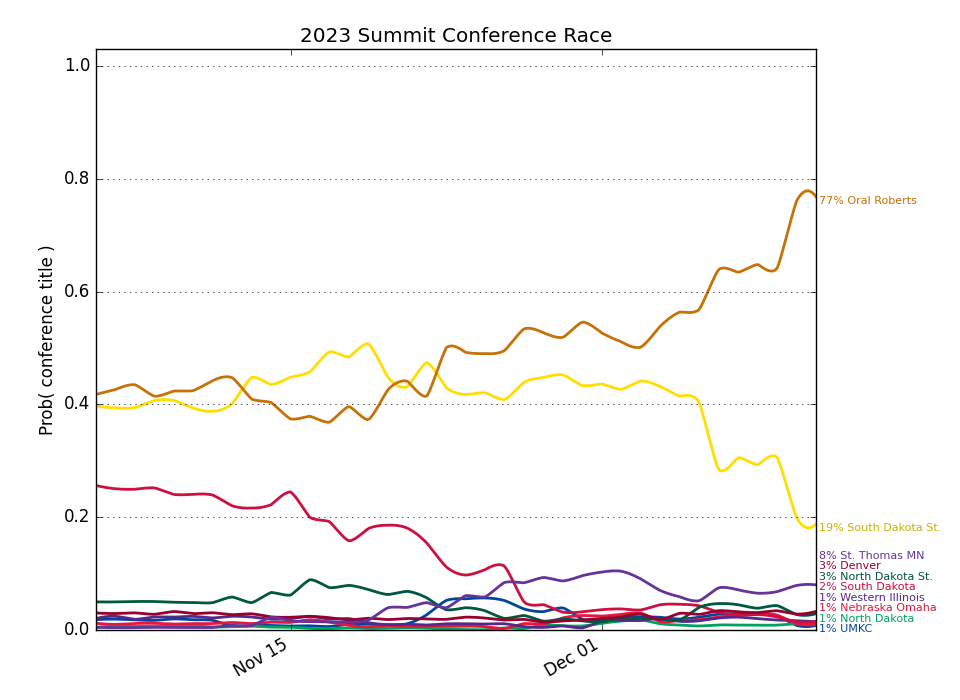 2023 Summit Conference Race
Prob( conference title )
1.0
0.8
0.6
0.4
0.2
0.0
Nov 15
Dec 01
77% Oral Roberts
19% South Dakota St.
8% St. Thomas MN
3% Denver
3% North Dakota St.
2% South Dakota
1% Western Illinois
1% Nebraska Omaha
1% North Dakota
1% UMKC